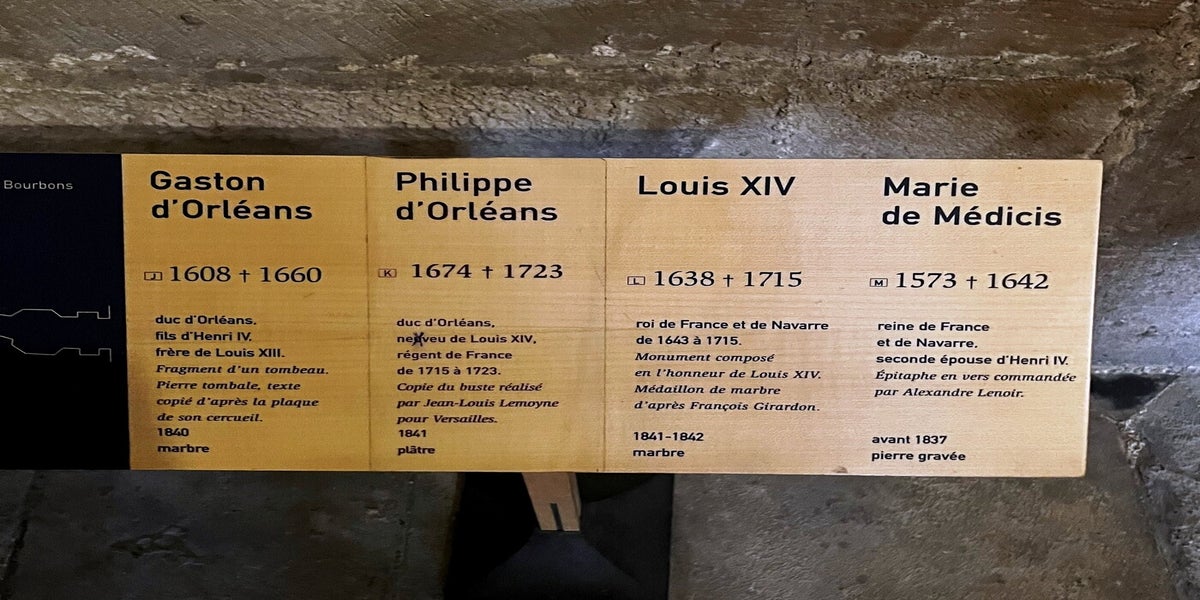 Bourbons
Gaston
d'Orléans
J 1608 † 1660
duc d'Orléans,
fils d'Henri IV,
frère de Louis XIII.
Fragment d'un tombeau.
Pierre tombale, texte
copié d'après la plaque
de son cercueil.
1840
marbre
Philippe
d'Orléans
K 1674 † 1723
duc d'Orléans,
neuveu de Louis XIV,
régent de France
de 1715 à 1723.
Copie du buste réalisé
par Jean-Louis Lemoyne
pour Versailles.
1841
plâtre
Louis XIV
L 1638 † 1715
roi de France et de Navarre
de 1643 à 1715.
Monument composé
en l'honneur de Louis XIV.
Médaillon de marbre
d'après François Girardon.
1841-1842
marbre
Marie
de Médicis
M 1573 † 1642
reine de France
et de Navarre,
seconde épouse d'Henri IV.
Épitaphe en vers commandée
par Alexandre Lenoir.
avant 1837
pierre gravée